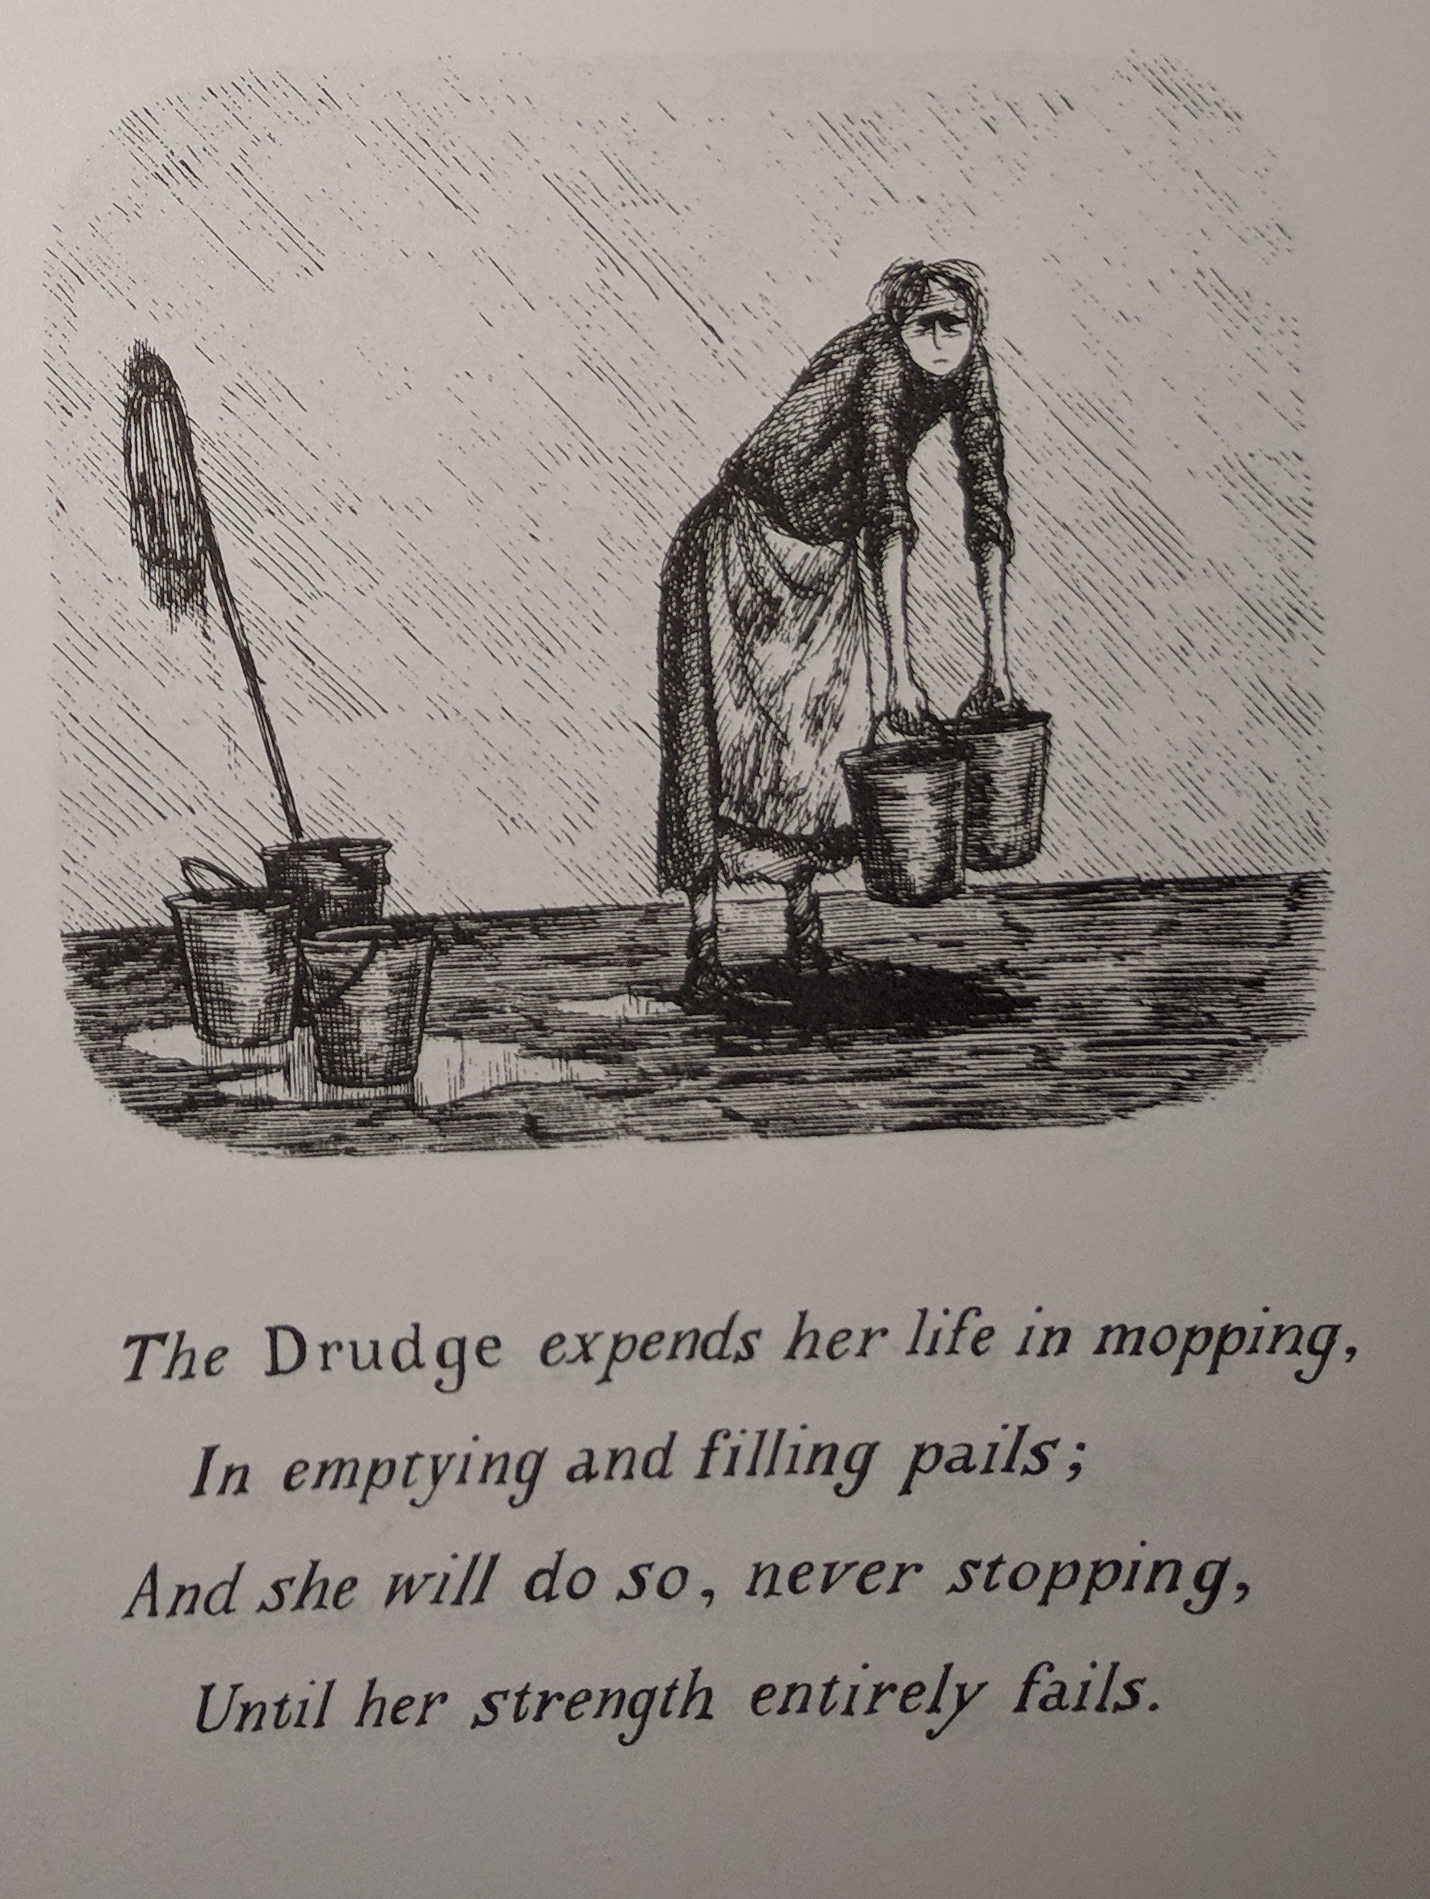 The Drudge expends her life in mopping,
In emptying and filling pails;
And she will do so, never stopping,
Until her strength entirely fails.